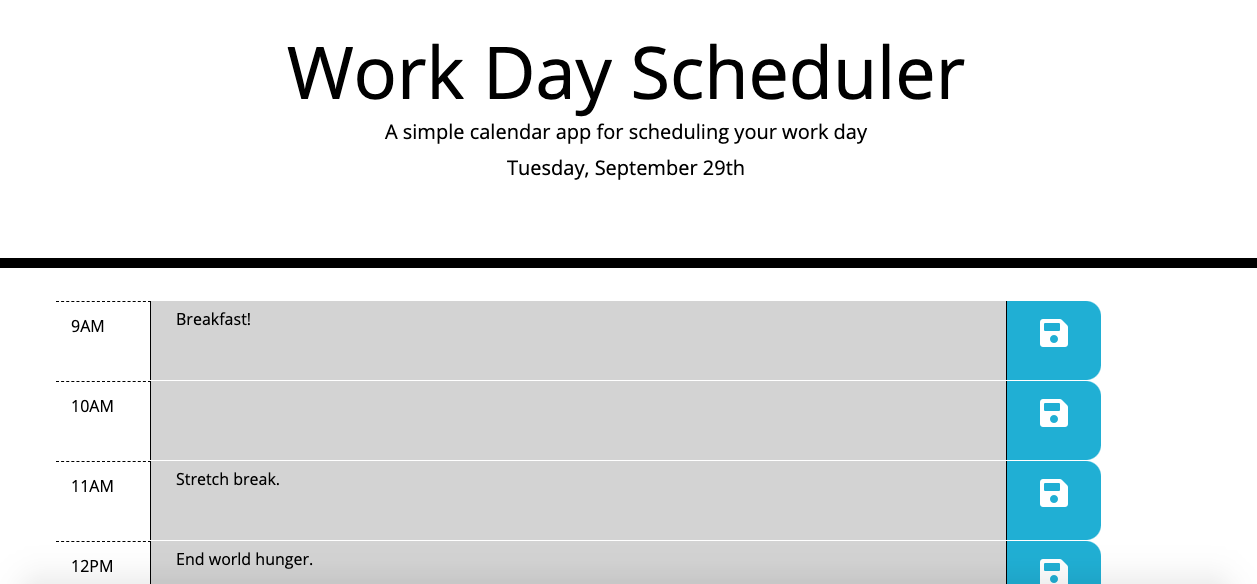 Work Day Scheduler
A simple calendar app for scheduling your work day
Tuesday, September 29th
9AM
Breakfast!
10AM
11AM
Stretch break.
12PM
End world hunger.